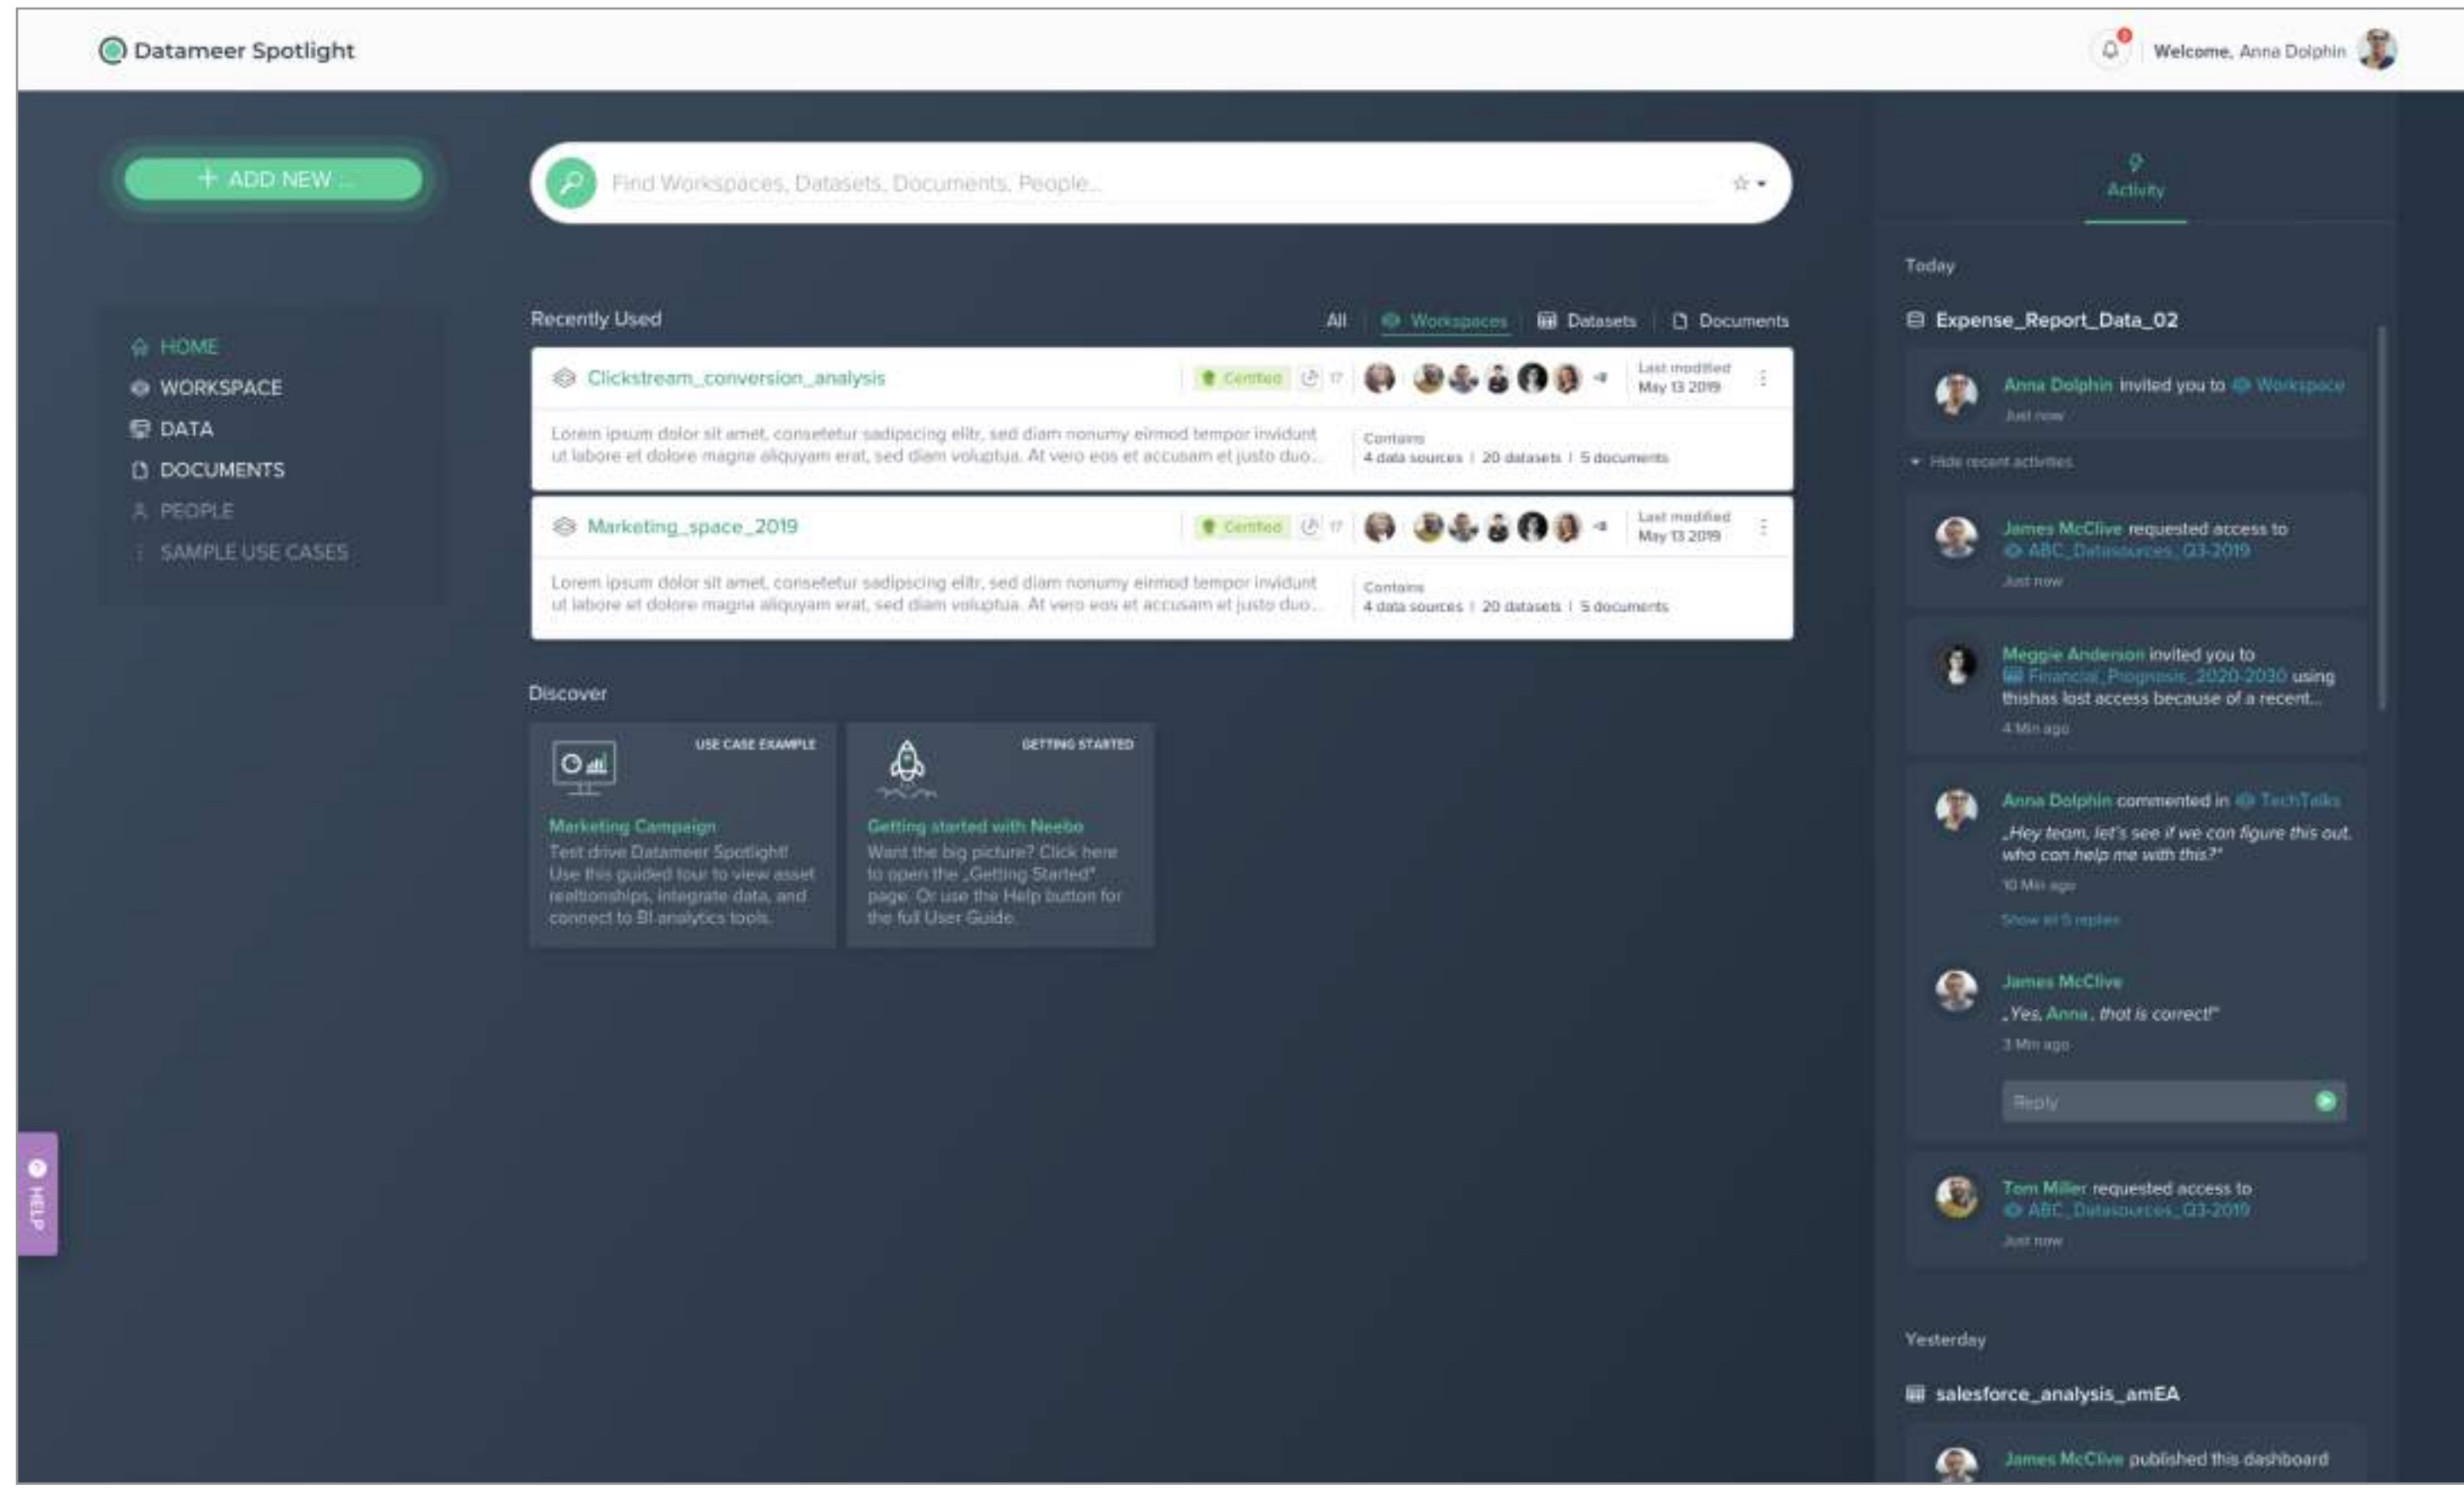 Datameer Spotlight
Welcome, Anna Dolphin
+ ADD NEW ...
Find Workspaces, Datasets, Documents, People...
HOME
WORKSPACE
DATA
DOCUMENTS
PEOPLE
SAMPLE USE CASES
HELP
Recently Used
All
Workspaces
Datasets
Documents
Clickstream_conversion_analysis
Certified
17
Last modified
May 13 2019
Lorem ipsum dolor sit amet, consetetur sadipscing elitr, sed diam nonumy eirmod tempor invidunt
ut labore et dolore magna aliquyam erat, sed diam voluptua. At vero eos et accusam et justo duo...
Contains
4 data sources | 20 datasets | 5 documents
Marketing_space_2019
Certified
17
Last modified
May 13 2019
Lorem ipsum dolor sit amet, consetetur sadipscing elitr, sed diam nonumy eirmod tempor invidunt
ut labore et dolore magna aliquyam erat, sed diam voluptua. At vero eos et accusam et justo duo...
Contains
4 data sources | 20 datasets | 5 documents
Discover
USE CASE EXAMPLE
Marketing Campaign
Test drive Datameer Spotlight!
Use this guided tour to view asset
realtionships, integrate data, and
connect to BI analytics tools.
GETTING STARTED
Getting started with Neebo
Want the big picture? Click here
to open the „Getting Started"
page. Or use the Help button for
the full User Guide.
Activity
Today
Expense_Report_Data_02
Anna Dolphin invited you to Workspace
Just now
Hide recent activities
James McClive requested access to
ABC_Datasources_Q3-2019
Just now
Meggie Anderson invited you to
Financial_Prognosis_2020-2030 using
thishas lost access because of a recent...
4 Min ago
Anna Dolphin commented in TechTalks
„Hey team, let's see if we can figure this out,
who can help me with this?"
10 Min ago
Show all 5 replies
James McClive
„Yes, Anna, that is correct!"
3 Min ago
Reply
Tom Miller requested access to
ABC_Datasources_Q3-2019
Just now
Yesterday
salesforce_analysis_amEA
James McClive published this dashboard